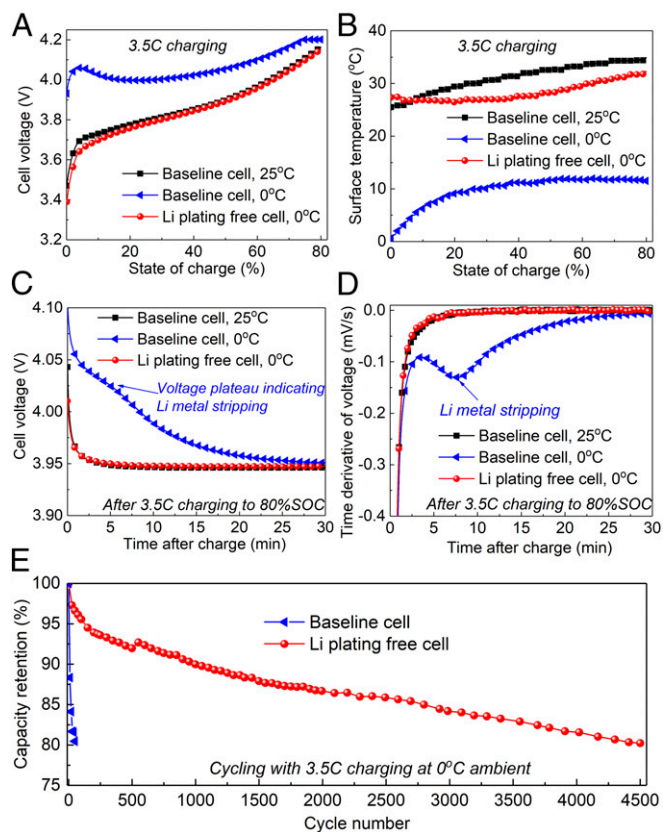 A
3.5C charging
4.2
4.0
3.8
3.6
3.4
3.2
Cell voltage (V)
Baseline cell, 25°C
Baseline cell, 0°C
Li plating free cell, 0°C
0 20 40 60 80
State of charge (%)
B
3.5C charging
40
30
20
10
0
Surface temperature (°C)
Baseline cell, 25°C
Baseline cell, 0°C
Li plating free cell, 0°C
0 20 40 60 80
State of charge (%)
C
4.10
4.05
4.00
3.95
3.90
Cell voltage (V)
Baseline cell, 25°C
Baseline cell, 0°C
Li plating free cell, 0°C
Voltage plateau indicating
Li metal stripping
After 3.5C charging to 80%SOC
0 5 10 15 20 25 30
Time after charge (min)
D
0.0
-0.1
-0.2
-0.3
-0.4
Time derivative of voltage (mV/s)
Li metal stripping
Baseline cell, 25°C
Baseline cell, 0°C
Li plating free cell, 0°C
After 3.5C charging to 80%SOC
0 5 10 15 20 25 30
Time after charge (min)
E
100
95
90
85
80
75
Capacity retention (%)
Baseline cell
Li plating free cell
Cycling with 3.5C charging at 0°C ambient
0 500 1000 1500 2000 2500 3000 3500 4000 4500
Cycle number